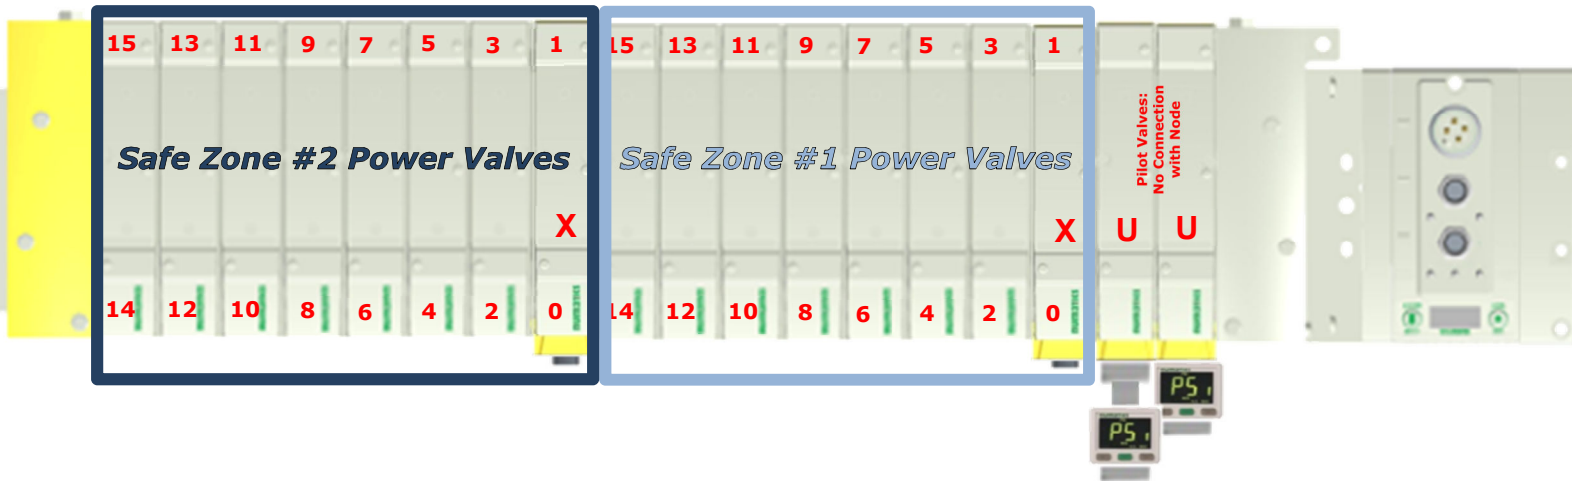 15 13 11 9 7 5 3 1 15 13 11 9 7 5 3 1
Pilot Valves:
No Connection
with Node
Safe Zone #2 Power Valves Safe Zone #1 Power Valves
X X U U
14 12 10 8 6 4 2 0 14 12 10 8 6 4 2 0
PS1
PS1